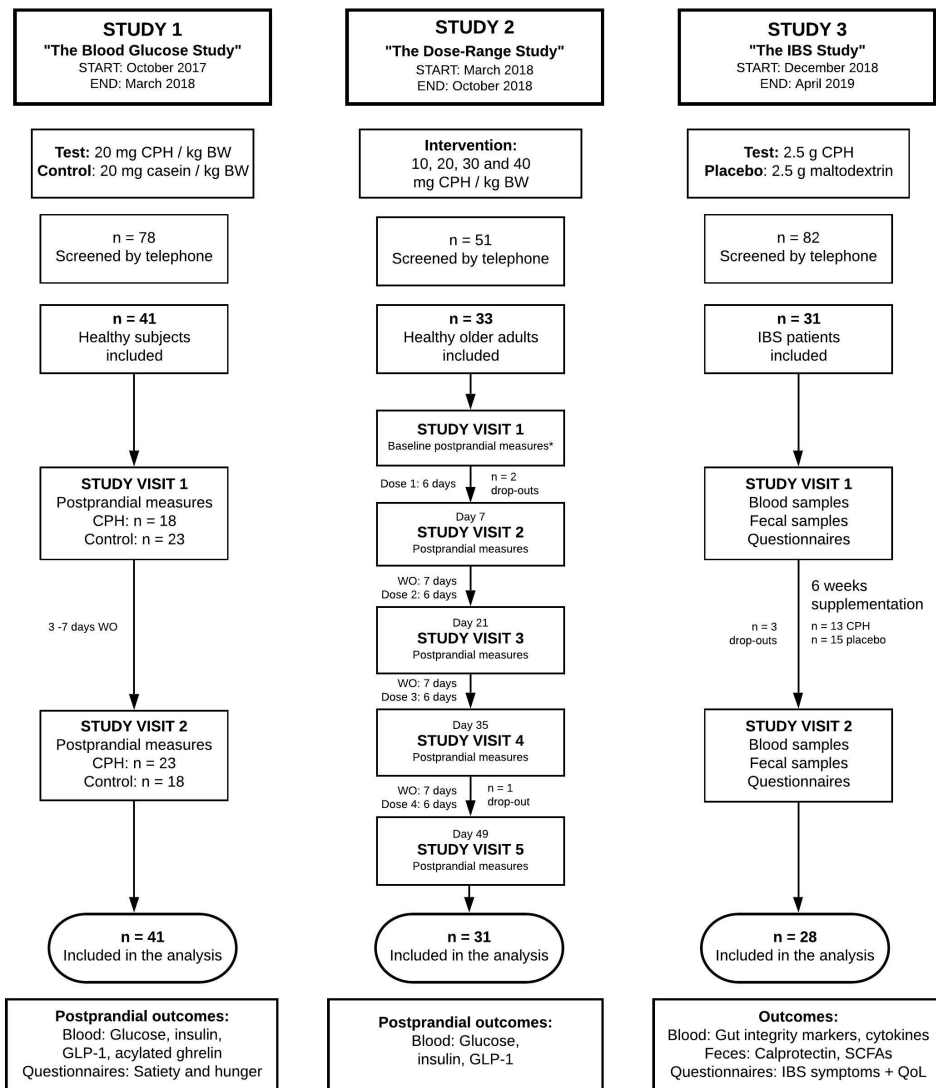 STUDY 1
"The Blood Glucose Study"
START: October 2017
END: March 2018
Test: 20 mg CPH / kg BW
Control: 20 mg casein / kg BW
n = 78
Screened by telephone
n = 41
Healthy subjects
included
STUDY VISIT 1
Postprandial measures
CPH: n = 18
Control: n = 23
3 -7 days WO
STUDY VISIT 2
Postprandial measures
CPH: n = 23
Control: n = 18
n = 41
Included in the analysis
Postprandial outcomes:
Blood: Glucose, insulin,
GLP-1, acylated ghrelin
Questionnaires: Satiety and hunger
STUDY 2
"The Dose-Range Study"
START: March 2018
END: October 2018
Intervention:
10, 20, 30 and 40
mg CPH / kg BW
n = 51
Screened by telephone
n = 33
Healthy older adults
included
STUDY VISIT 1
Baseline postprandial measures*
Dose 1: 6 days
n = 2
drop-outs
Day 7
STUDY VISIT 2
Postprandial measures
WO: 7 days
Dose 2: 6 days
Day 21
STUDY VISIT 3
Postprandial measures
WO: 7 days
Dose 3: 6 days
Day 35
STUDY VISIT 4
Postprandial measures
WO: 7 days
Dose 4: 6 days
n = 1
drop-out
Day 49
STUDY VISIT 5
Postprandial measures
n = 31
Included in the analysis
Postprandial outcomes:
Blood: Glucose,
insulin, GLP-1
STUDY 3
"The IBS Study"
START: December 2018
END: April 2019
Test: 2.5 g CPH
Placebo: 2.5 g maltodextrin
n = 82
Screened by telephone
n = 31
IBS patients
included
STUDY VISIT 1
Blood samples
Fecal samples
Questionnaires
6 weeks
supplementation
n = 13 CPH
n = 15 placebo
n = 3
drop-outs
STUDY VISIT 2
Blood samples
Fecal samples
Questionnaires
n = 28
Included in the analysis
Outcomes:
Blood: Gut integrity markers, cytokines
Feces: Calprotectin, SCFAs
Questionnaires: IBS symptoms + QoL